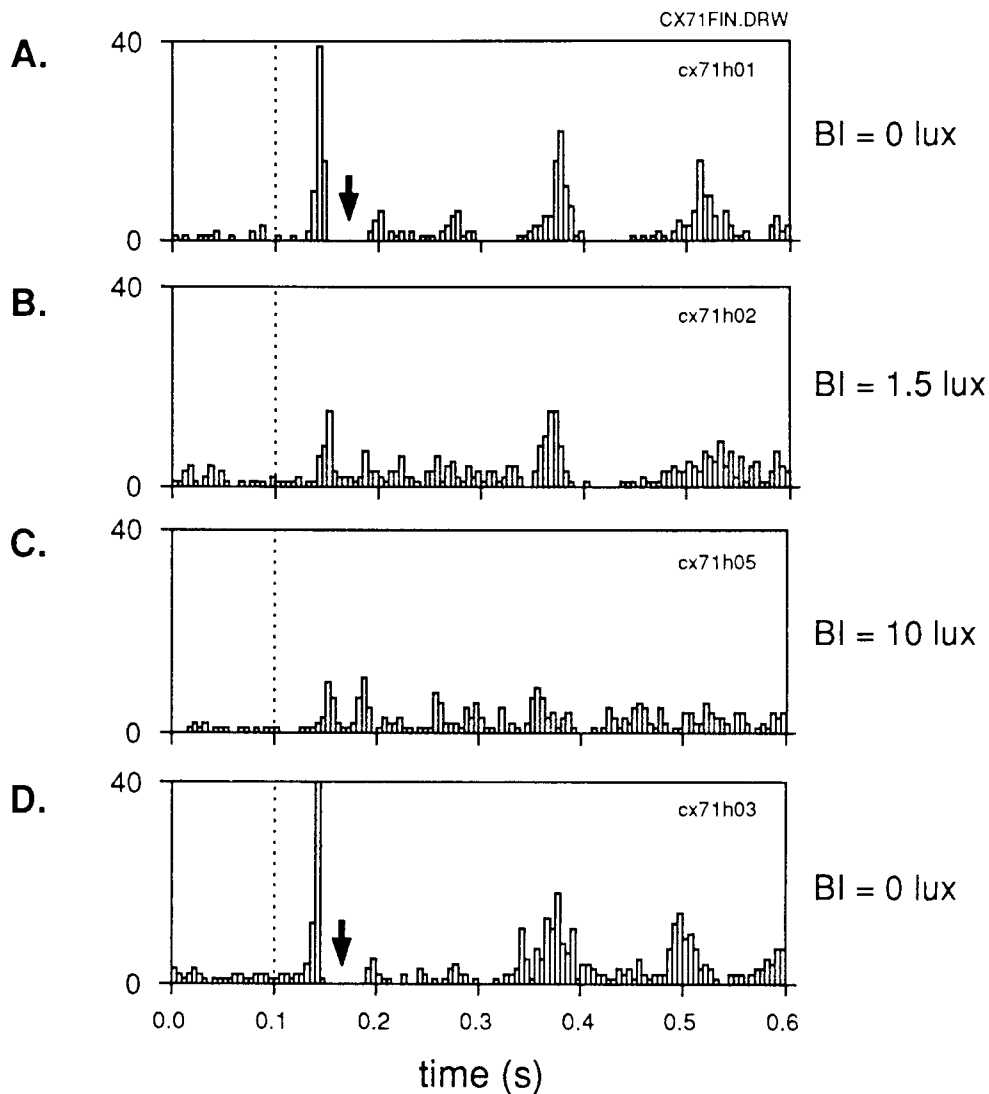 CX71FIN.DRW
A.
40
cx71h01
BI = 0 lux
0
B.
40
cx71h02
BI = 1.5 lux
0
C.
40
cx71h05
BI = 10 lux
0
D.
40
cx71h03
BI = 0 lux
0
0.0 0.1 0.2 0.3 0.4 0.5 0.6
time (s)